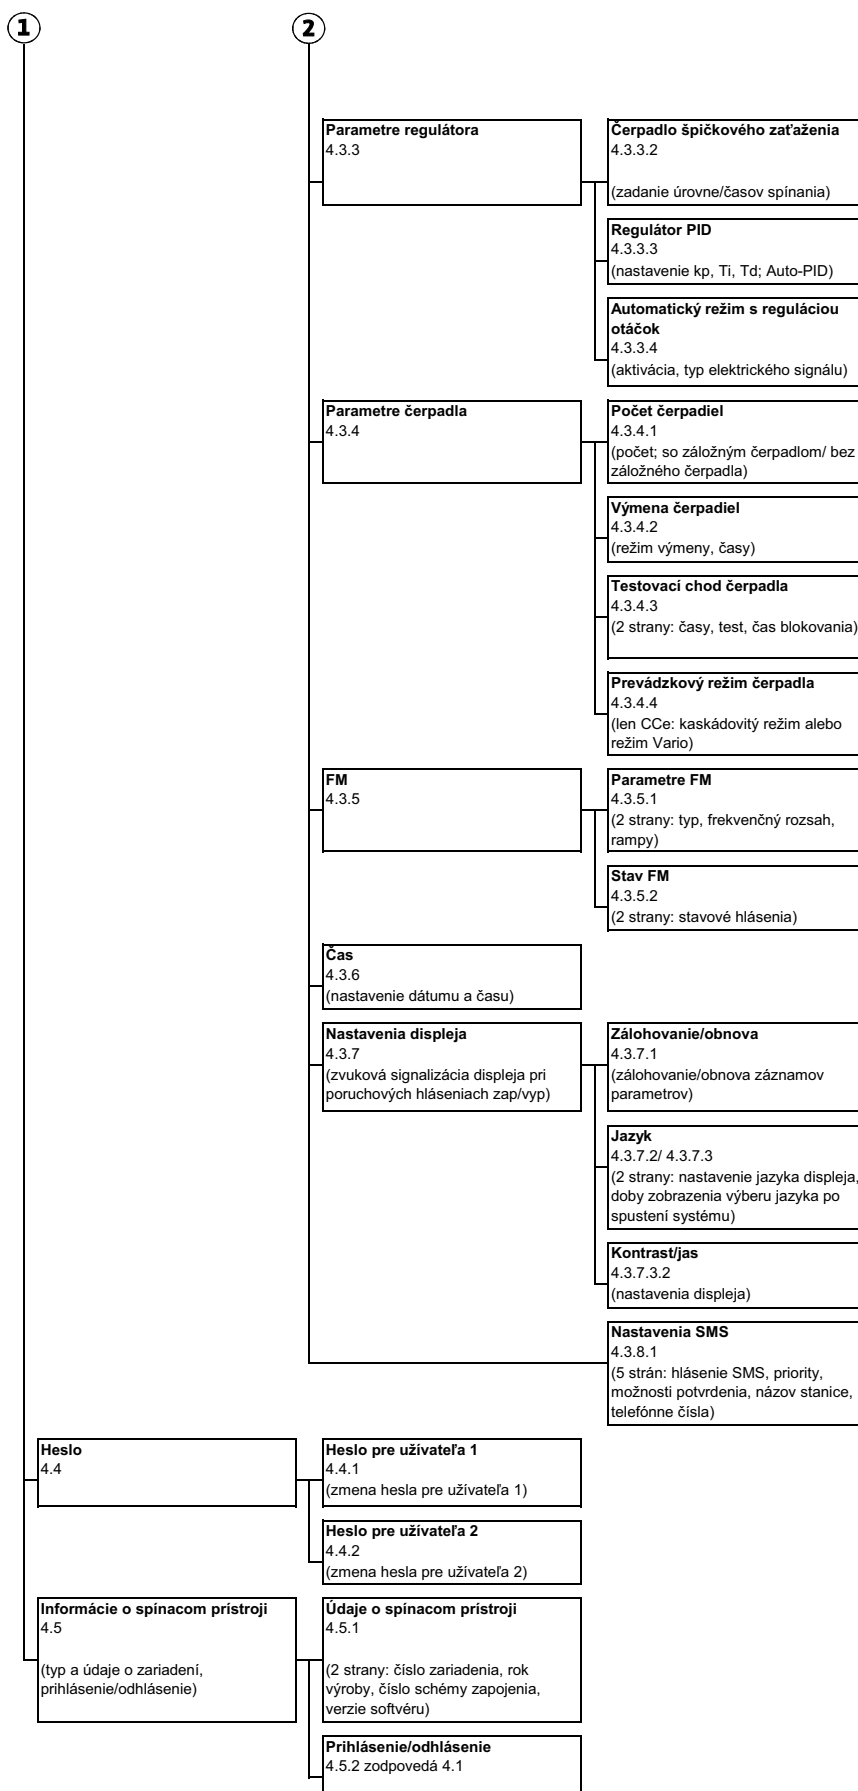 1
2
Parametre regulátora
4.3.3
Čerpadlo špičkového zaťaženia
4.3.3.2
(zadanie úrovne/časov spínania)
Regulátor PID
4.3.3.3
(nastavenie kp, Ti, Td; Auto-PID)
Automatický režim s reguláciou
otáčok
4.3.3.4
(aktivácia, typ elektrického signálu)
Parametre čerpadla
4.3.4
Počet čerpadiel
4.3.4.1
(počet; so záložným čerpadlom/ bez
záložného čerpadla)
Výmena čerpadiel
4.3.4.2
(režim výmeny, časy)
Testovací chod čerpadla
4.3.4.3
(2 strany: časy, test, čas blokovania)
Prevádzkový režim čerpadla
4.3.4.4
(len CCe: kaskádovitý režim alebo
režim Vario)
FM
4.3.5
Parametre FM
4.3.5.1
(2 strany: typ, frekvenčný rozsah,
rampy)
Stav FM
4.3.5.2
(2 strany: stavové hlásenia)
Čas
4.3.6
(nastavenie dátumu a času)
Nastavenia displeja
4.3.7
(zvuková signalizácia displeja pri
poruchových hláseniach zap/vyp)
Zálohovanie/obnova
4.3.7.1
(zálohovanie/obnova záznamov
parametrov)
Jazyk
4.3.7.2/ 4.3.7.3
(2 strany: nastavenie jazyka displeja,
doby zobrazenia výberu jazyka po
spustení systému)
Kontrast/jas
4.3.7.3.2
(nastavenia displeja)
Nastavenia SMS
4.3.8.1
(5 strán: hlásenie SMS, priority,
možnosti potvrdenia, názov stanice,
telefónne čísla)
Heslo
4.4
Heslo pre užívateľa 1
4.4.1
(zmena hesla pre užívateľa 1)
Heslo pre užívateľa 2
4.4.2
(zmena hesla pre užívateľa 2)
Informácie o spínacom prístroji
4.5
(typ a údaje o zariadení,
prihlásenie/odhlásenie)
Údaje o spínacom prístroji
4.5.1
(2 strany: číslo zariadenia, rok
výroby, číslo schémy zapojenia,
verzie softvéru)
Prihlásenie/odhlásenie
4.5.2 zodpovedá 4.1